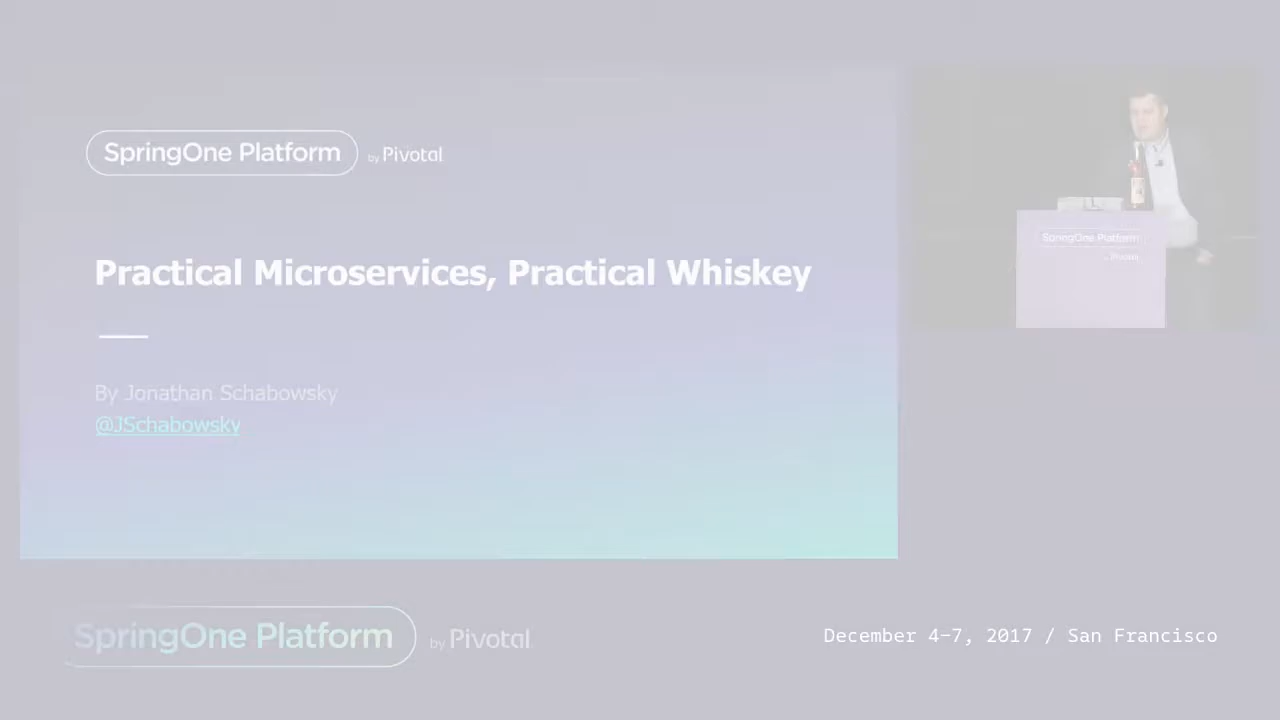 SpringOne Platform by Pivotal
Practical Microservices, Practical Whiskey
By Jonathan Schabowsky
@JSchabowsky
SpringOne Platform
by Pivotal
SpringOne Platform by Pivotal
December 4-7, 2017 / San Francisco